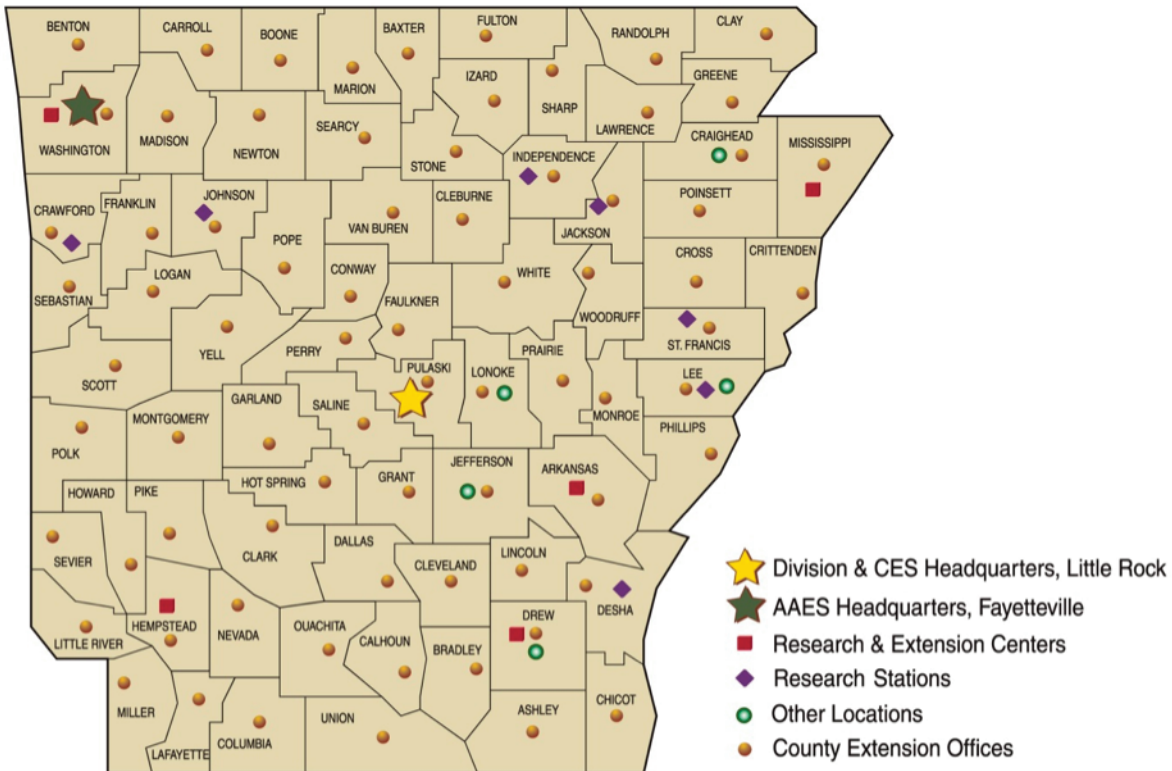 BENTON
CARROLL
BOONE
BAXTER
FULTON
RANDOLPH
CLAY
MARION
IZARD
SHARP
GREENE
WASHINGTON
MADISON
NEWTON
SEARCY
STONE
INDEPENDENCE
LAWRENCE
CRAIGHEAD
MISSISSIPPI
CRAWFORD
FRANKLIN
JOHNSON
POPE
VAN BUREN
CLEBURNE
JACKSON
POINSETT
SEBASTIAN
LOGAN
CONWAY
FAULKNER
WHITE
WOODRUFF
CROSS
CRITTENDEN
YELL
PERRY
PULASKI
LONOKE
PRAIRIE
ST. FRANCIS
SCOTT
MONTGOMERY
GARLAND
SALINE
MONROE
LEE
PHILLIPS
POLK
HOT SPRING
GRANT
JEFFERSON
ARKANSAS
HOWARD
PIKE
SEVIER
CLARK
DALLAS
CLEVELAND
LINCOLN
DESHA
LITTLE RIVER
HEMPSTEAD
NEVADA
OUACHITA
CALHOUN
BRADLEY
DREW
MILLER
LAFAYETTE
COLUMBIA
UNION
ASHLEY
CHICOT
Division & CES Headquarters, Little Rock
AAES Headquarters, Fayetteville
Research & Extension Centers
Research Stations
Other Locations
County Extension Offices